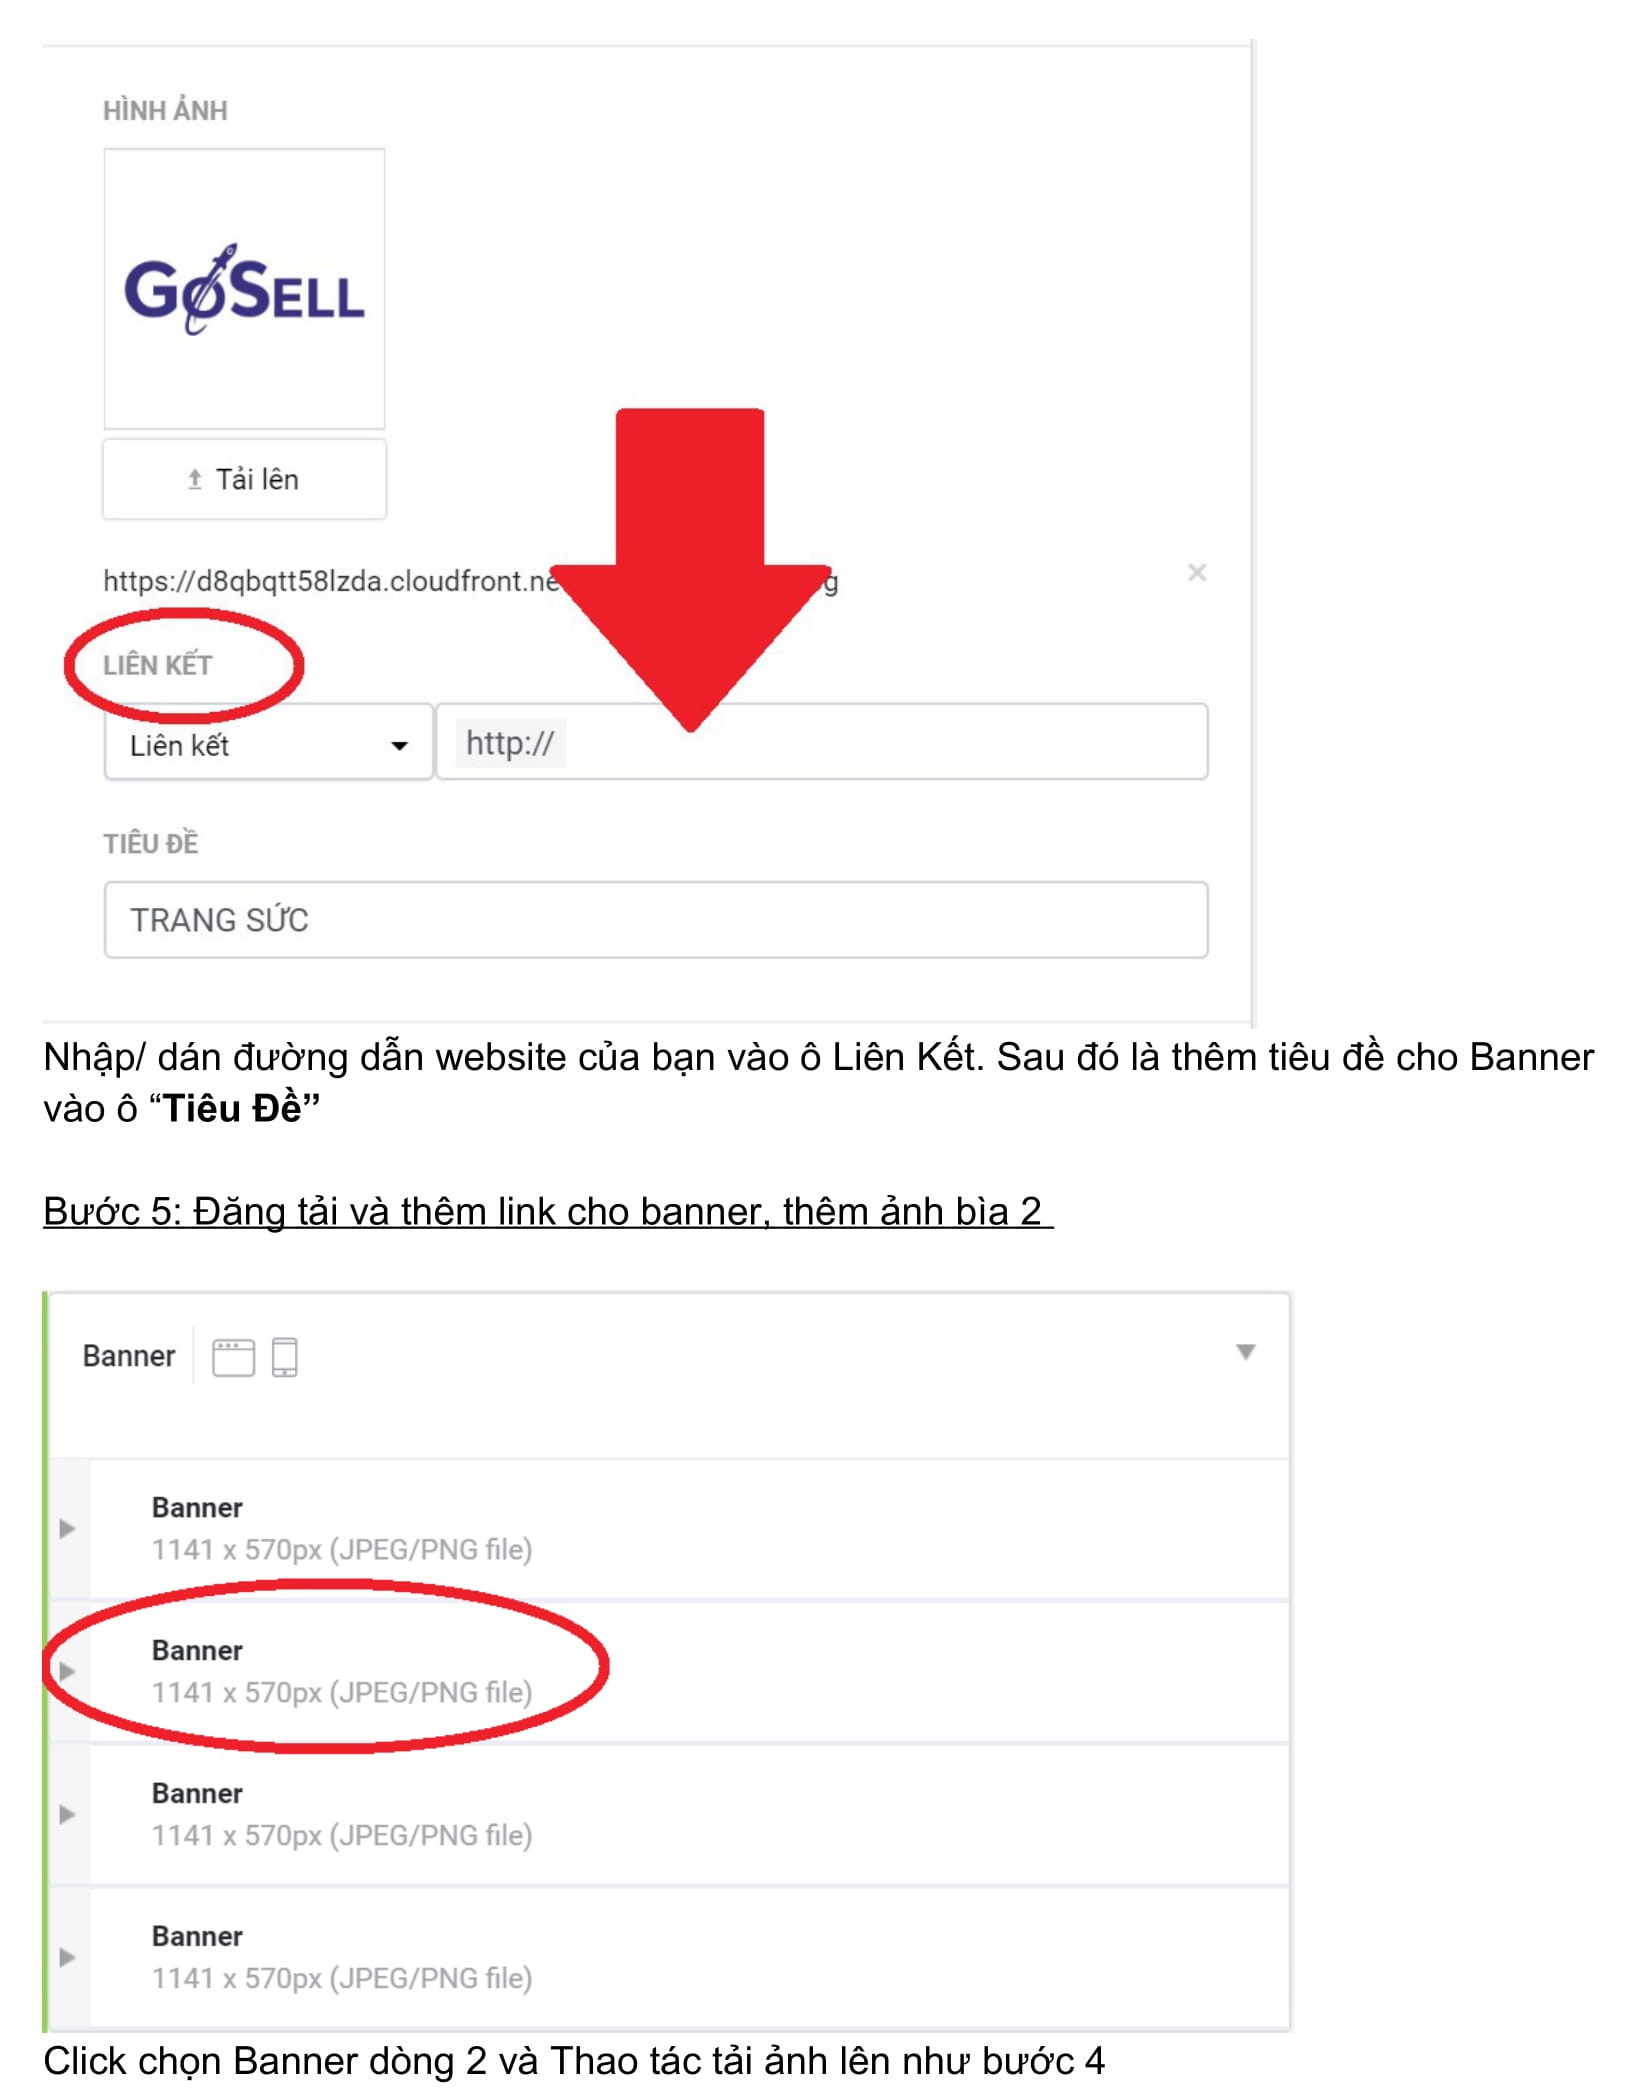 HÌNH ẢNH
GoSELL
Tải lên
https://d8qbqtt58lzda.cloudfront.ne
LIÊN KẾT
Liên kết http://
TIÊU ĐỀ
TRANG SỨC
Nhập/ dán đường dẫn website của bạn vào ô Liên Kết. Sau đó là thêm tiêu đề cho Banner
vào ô “Tiêu Đề”
Bước 5: Đăng tải và thêm link cho banner, thêm ảnh bìa 2
Banner
Banner
1141 x 570px (JPEG/PNG file)
Banner
1141 x 570px (JPEG/PNG file)
Banner
1141 x 570px (JPEG/PNG file)
Banner
1141 x 570px (JPEG/PNG file)
Click chọn Banner dòng 2 và Thao tác tải ảnh lên như bước 4